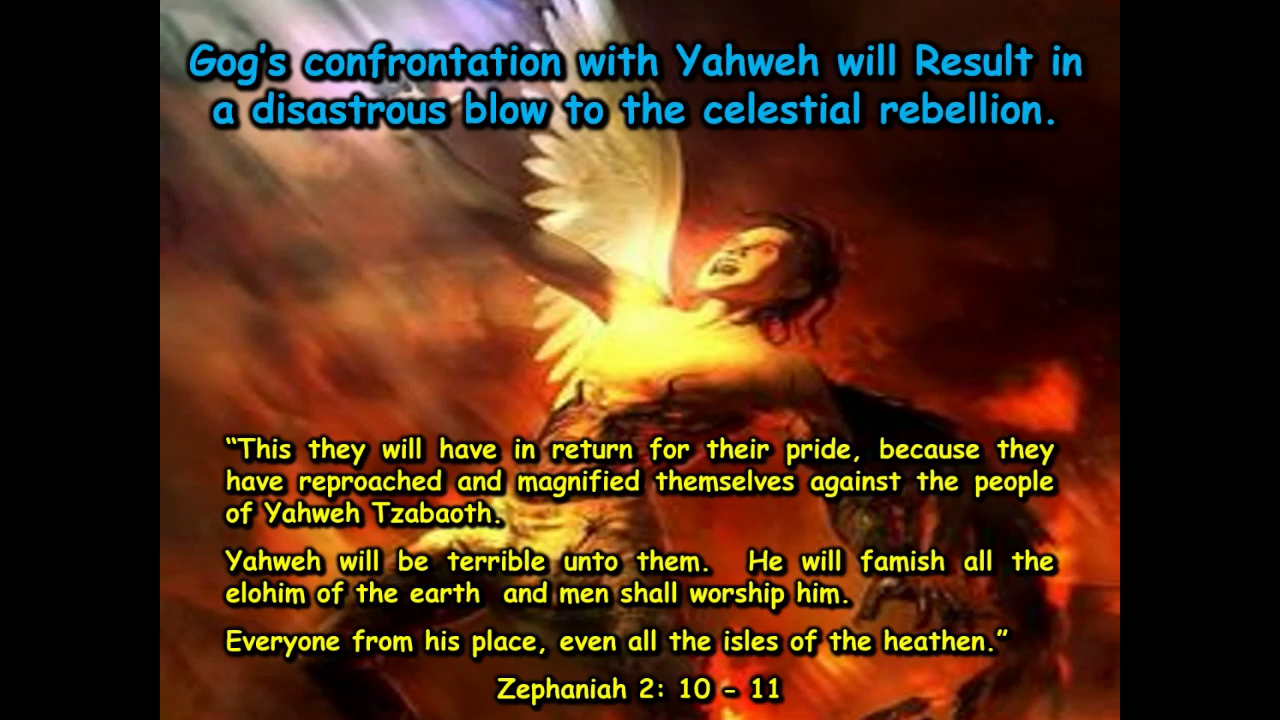 Gog's confrontation with Yahweh will Result in
a disastrous blow to the celestial rebellion.
“This they will have in return for their pride, because they
have reproached and magnified themselves against the people
of Yahweh Tzabaoth.
Yahweh will be terrible unto them. He will famish all the
elohim of the earth and men shall worship him.
Everyone from his place, even all the isles of the heathen.”
Zephaniah 2: 10 - 11